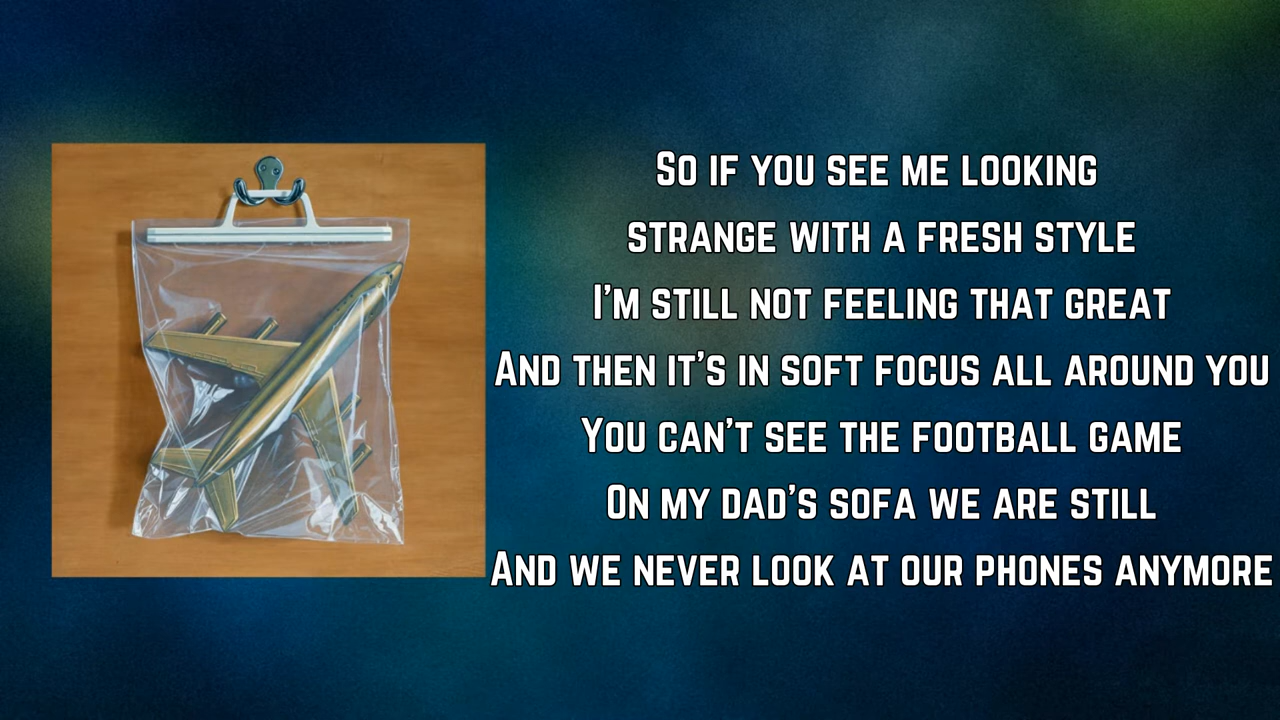 So if you see me looking
strange with a fresh style
I'm still not feeling that great
And then it's in soft focus all around you
You can't see the football game
On my dad's sofa we are still
And we never look at our phones anymore